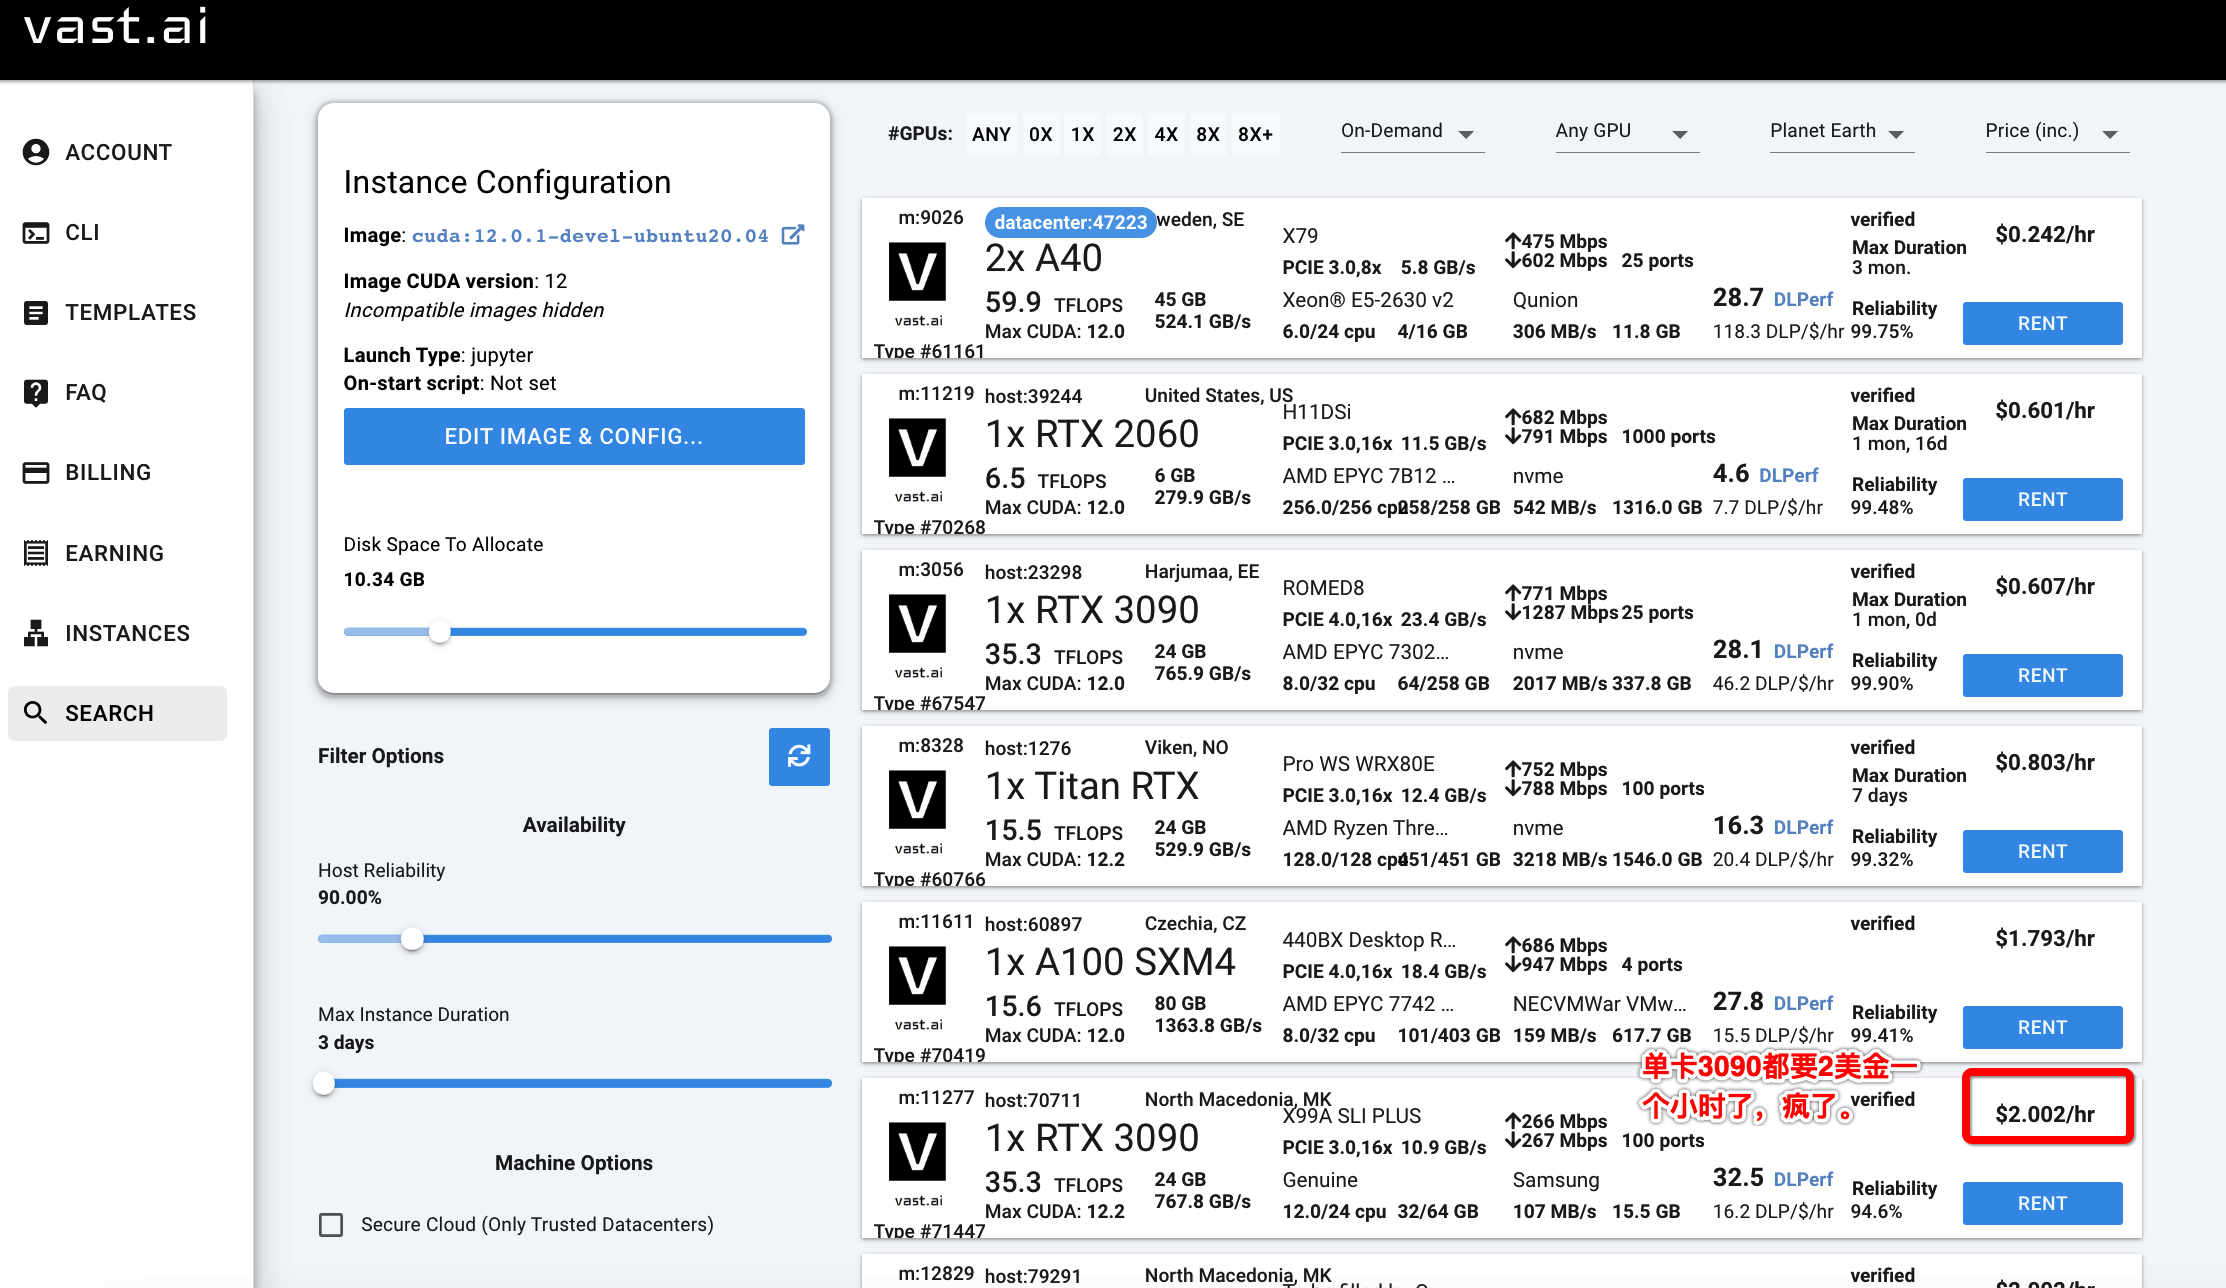 vast.ai
ACCOUNT
CLI
TEMPLATES
FAQ
BILLING
EARNING
INSTANCES
SEARCH
Instance Configuration
Image: cuda:12.0.1-devel-ubuntu20.04
Image CUDA version: 12
Incompatible images hidden
Launch Type: jupyter
On-start script: Not set
EDIT IMAGE & CONFIG...
Disk Space To Allocate
10.34 GB
Filter Options
Availability
Host Reliability
90.00%
Max Instance Duration
3 days
Machine Options
Secure Cloud (Only Trusted Datacenters)
#GPUs: ANY 0X 1X 2X 4X 8X 8X+ On-Demand Any GPU Planet Earth Price (inc.)
m:9026 datacenter:47223 weden, SE verified
X79 475 Mbps $0.242/hr
2x A40 PCIE 3.0,8x 5.8 GB/s 602 Mbps 25 ports Max Duration
3 mon.
59.9 TFLOPS 45 GB Xeon® E5-2630 v2 Qunion 28.7 DLPerf Reliability
vast.ai Max CUDA: 12.0 524.1 GB/s 6.0/24 cpu 4/16 GB 306 MB/s 11.8 GB 118.3 DLP/$/hr 99.75% RENT
Type #61161
m:11219 host:39244 United States, US verified
H11DSi 682 Mbps $0.601/hr
1x RTX 2060 PCIE 3.0,16x 11.5 GB/s 791 Mbps 1000 ports Max Duration
1 mon, 16d
6.5 TFLOPS 6 GB AMD EPYC 7B12 ... nvme 4.6 DLPerf Reliability
vast.ai Max CUDA: 12.0 279.9 GB/s 256.0/256 cpu 258/258 GB 542 MB/s 1316.0 GB 7.7 DLP/$/hr 99.48% RENT
Type #70268
m:3056 host:23298 Harjumaa, EE verified
ROMED8 771 Mbps $0.607/hr
1x RTX 3090 PCIE 4.0,16x 23.4 GB/s 1287 Mbps 25 ports Max Duration
1 mon, 0d
35.3 TFLOPS 24 GB AMD EPYC 7302... nvme 28.1 DLPerf Reliability
vast.ai Max CUDA: 12.0 765.9 GB/s 8.0/32 cpu 64/258 GB 2017 MB/s 337.8 GB 46.2 DLP/$/hr 99.90% RENT
Type #67547
m:8328 host:1276 Viken, NO verified
Pro WS WRX80E 752 Mbps $0.803/hr
1x Titan RTX PCIE 3.0,16x 12.4 GB/s 788 Mbps 100 ports Max Duration
7 days
15.5 TFLOPS 24 GB AMD Ryzen Thre... nvme 16.3 DLPerf Reliability
vast.ai Max CUDA: 12.2 529.9 GB/s 128.0/128 cpu 451/451 GB 3218 MB/s 1546.0 GB 20.4 DLP/$/hr 99.32% RENT
Type #60766
m:11611 host:60897 Czechia, CZ verified
440BX Desktop R... 686 Mbps $1.793/hr
1x A100 SXM4 PCIE 4.0,16x 18.4 GB/s 947 Mbps 4 ports
15.6 TFLOPS 80 GB AMD EPYC 7742 ... NECVMWar VMw... 27.8 DLPerf Reliability
vast.ai Max CUDA: 12.0 1363.8 GB/s 8.0/32 cpu 101/403 GB 159 MB/s 617.7 GB 15.5 DLP/$/hr 99.41% RENT
Type #70419
单卡3090都要2美金一
个小时了，疯了。
m:11277 host:70711 North Macedonia, MK verified
X99A SLI PLUS 266 Mbps $2.002/hr
1x RTX 3090 PCIE 3.0,16x 10.9 GB/s 267 Mbps 100 ports
35.3 TFLOPS 24 GB Genuine Samsung 32.5 DLPerf Reliability
vast.ai Max CUDA: 12.2 767.8 GB/s 12.0/24 cpu 32/64 GB 107 MB/s 15.5 GB 16.2 DLP/$/hr 94.6% RENT
Type #71447
m:12829 host:79291 North Macedonia, MK verified